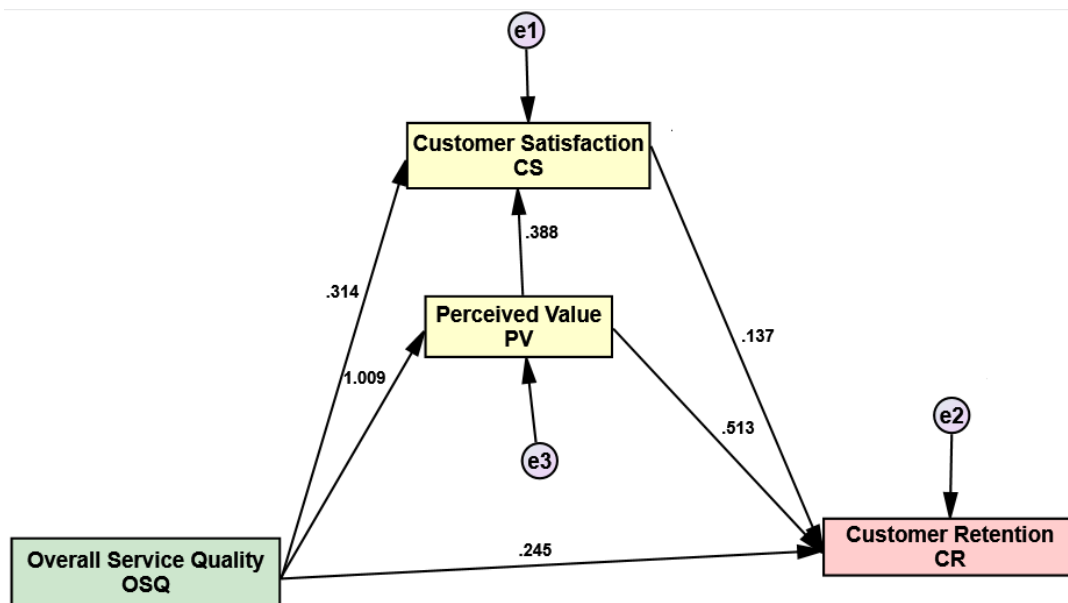 e1
Customer Satisfaction
CS
.388
.314
Perceived Value
PV
1.009
.137
.513
e2
e3
Customer Retention
CR
.245
Overall Service Quality
OSQ